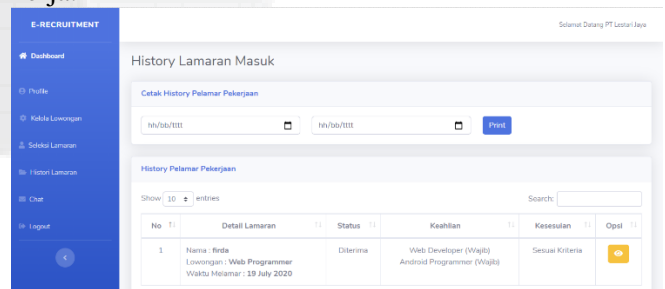 E-RECRUITMENT
Selamat Datang PT Lestari Jaya
Dashboard
History Lamaran Masuk
Profile
Cetak History Pelamar Pekerjaan
Kelola Lowongan
hh/bb/tttt hh/bb/tttt Print
Seleksi Lamaran
Histori Lamaran
History Pelamar Pekerjaan
Chat
Show 10 entries Search:
Logout
No Detail Lamaran Status Keahlian Kesesuian Opsi
1 Nama : firda Diterima Web Developer (Wajib) Sesuai Kriteria
Lowongan : Web Programmer Android Programmer (Wajib)
Waktu Melamar : 19 July 2020